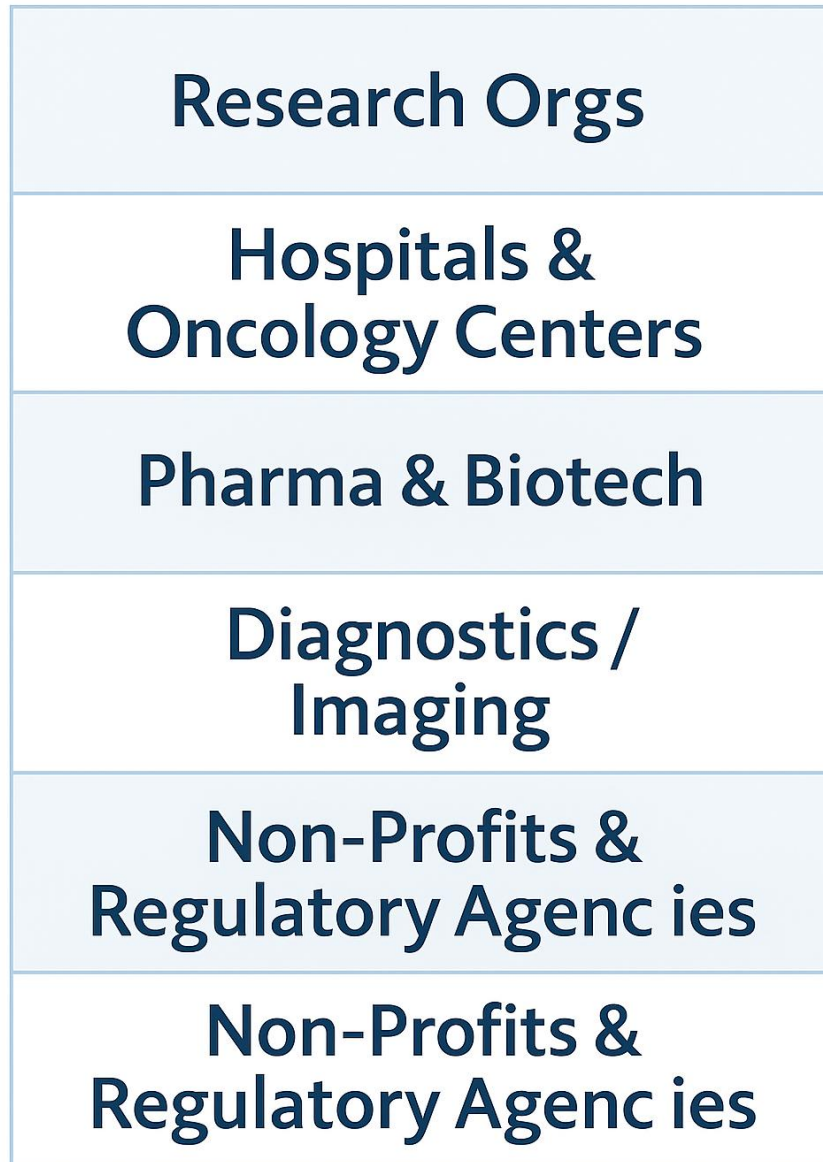 Research Orgs
Hospitals &
Oncology Centers
Pharma & Biotech
Diagnostics /
Imaging
Non-Profits &
Regulatory Agenc ies
Non-Profits &
Regulatory Agenc ies